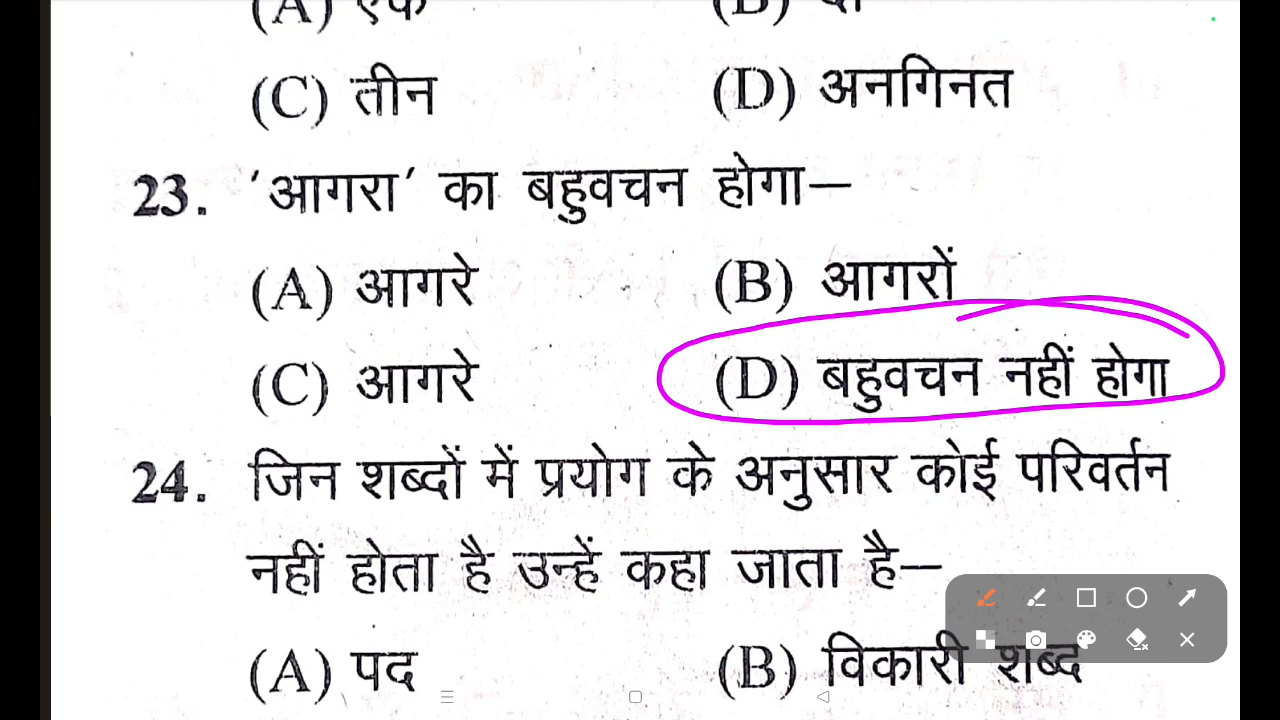 (A) एक (B) दो
(C) तीन (D) अनगिनत
23. 'आगरा' का बहुवचन होगा—
(A) आगरे (B) आगरों
(C) आगरे (D) बहुवचन नहीं होगा
24. जिन शब्दों में प्रयोग के अनुसार कोई परिवर्तन
नहीं होता है उन्हें कहा जाता है—
(A) पद (B) विकारी शब्द